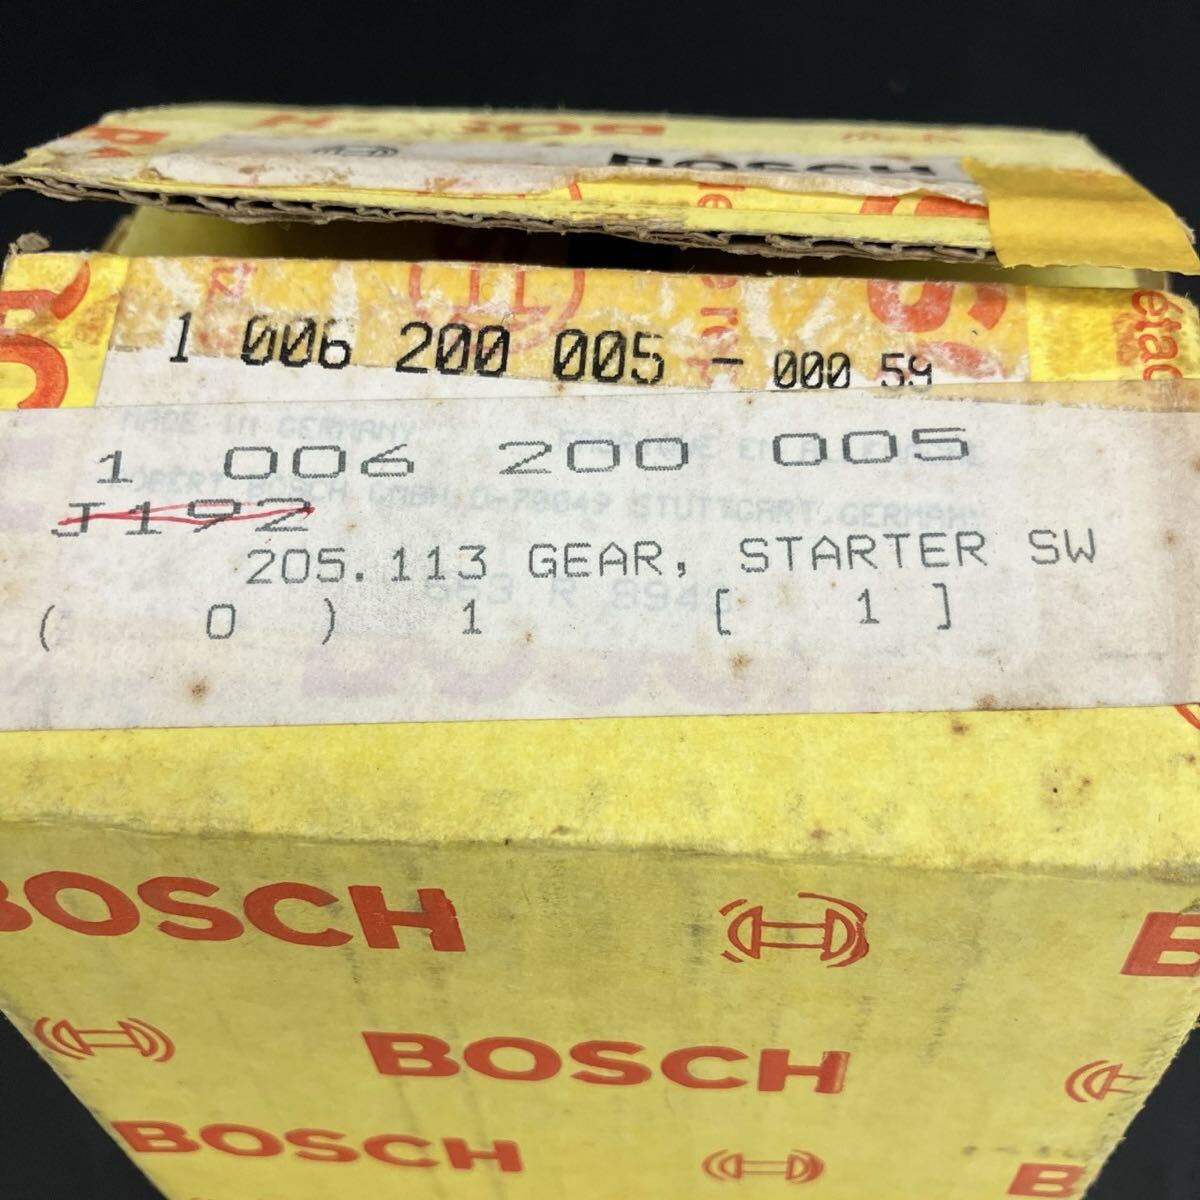 BOSCH
1 006 200 005 - 000 59
MADE IN GERMANY
1 006 200 005
ROBERT BOSCH GMBH D-70049 STUTTGART, GERMANY
J192
205.113 GEAR, STARTER SW
( 0 ) 1 [ 1 ]
BOSCH
BOSCH
BOSCH